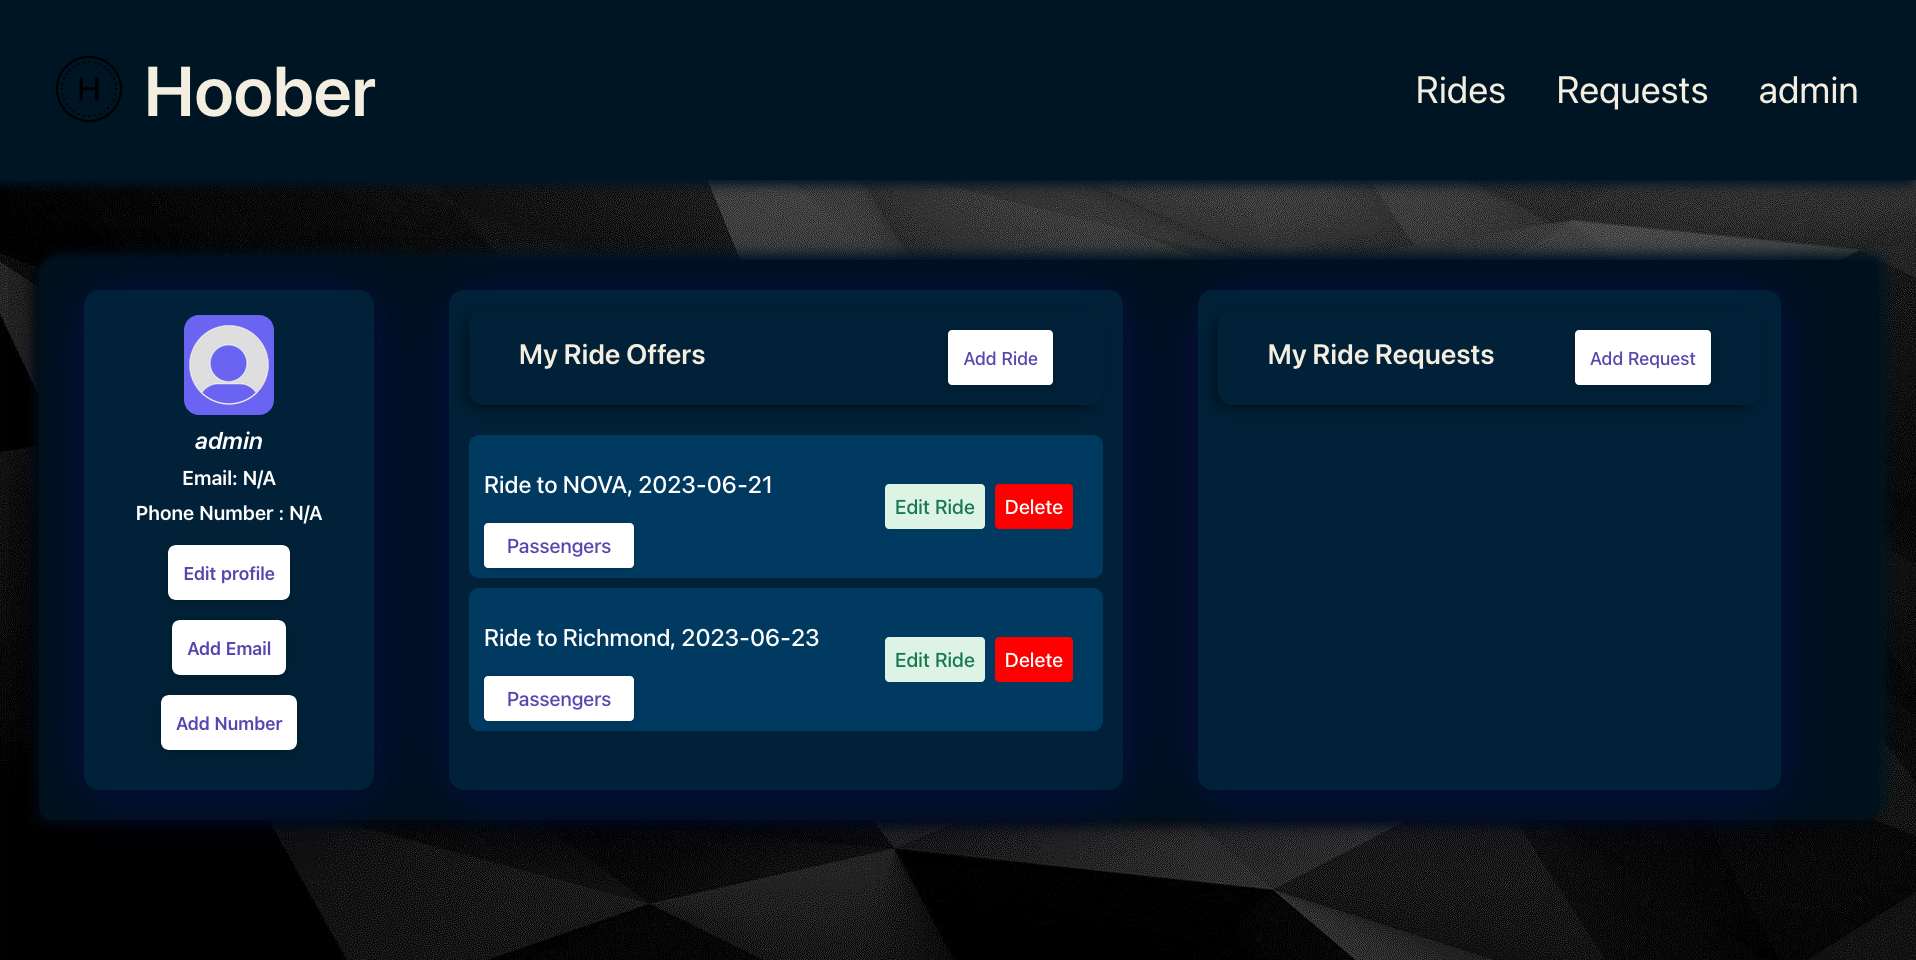 H
Hoober
Rides
Requests
admin
admin
Email: N/A
Phone Number : N/A
Edit profile
Add Email
Add Number
My Ride Offers
Add Ride
Ride to NOVA, 2023-06-21
Passengers
Edit Ride
Delete
Ride to Richmond, 2023-06-23
Passengers
Edit Ride
Delete
My Ride Requests
Add Request